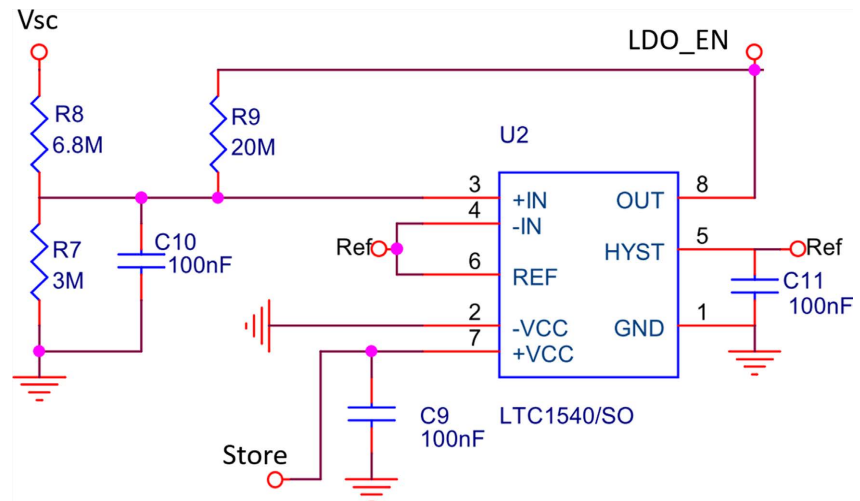 Vsc
LDO_EN
R8
6.8M
R9
20M
U2
3
+IN
OUT
8
4
-IN
Ref
HYST
5
Ref
6
REF
C10
100nF
R7
3M
C11
100nF
2
-VCC
GND
1
7
+VCC
C9
100nF
LTC1540/SO
Store